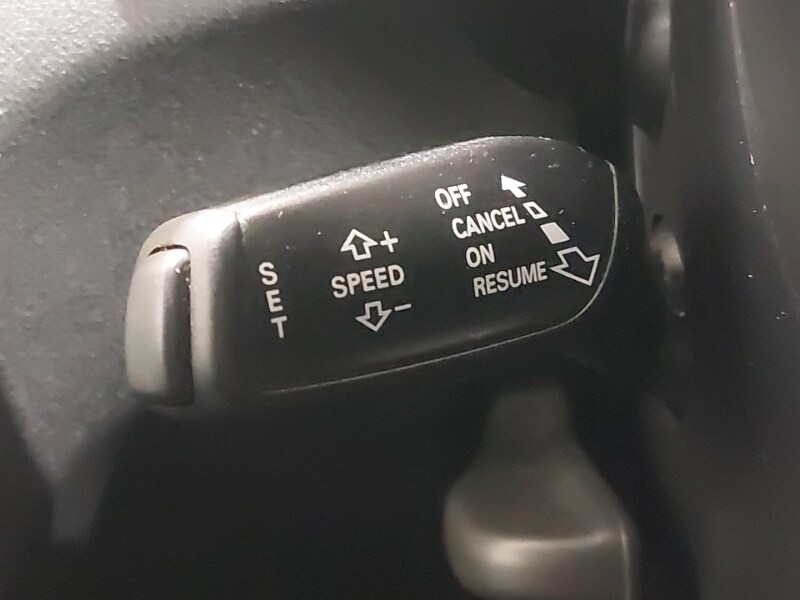 SET
+
SPEED
-
OFF
CANCEL
ON
RESUME